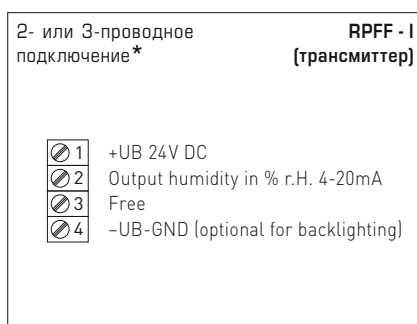 2- или 3-проводное RPFF - I
подключение* (трансмиттер)
1 +UB 24V DC
2 Output humidity in % r.H. 4-20mA
3 Free
4 –UB-GND (optional for backlighting)